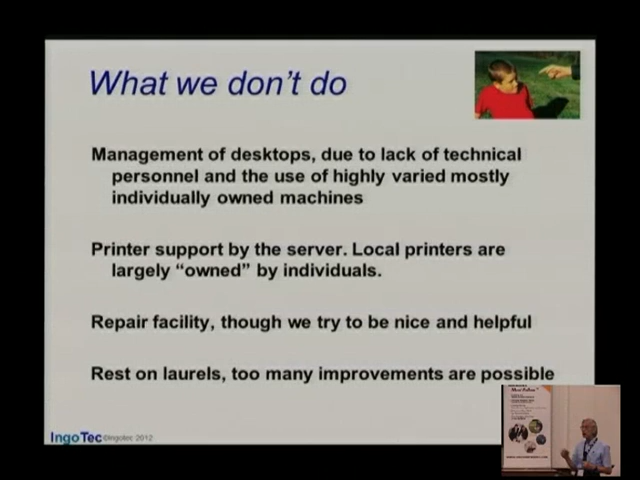 What we don't do
Management of desktops, due to lack of technical
personnel and the use of highly varied mostly
individually owned machines
Printer support by the server. Local printers are
largely “owned” by individuals.
Repair facility, though we try to be nice and helpful
Rest on laurels, too many improvements are possible
IngoTec ©Ingotec 2012